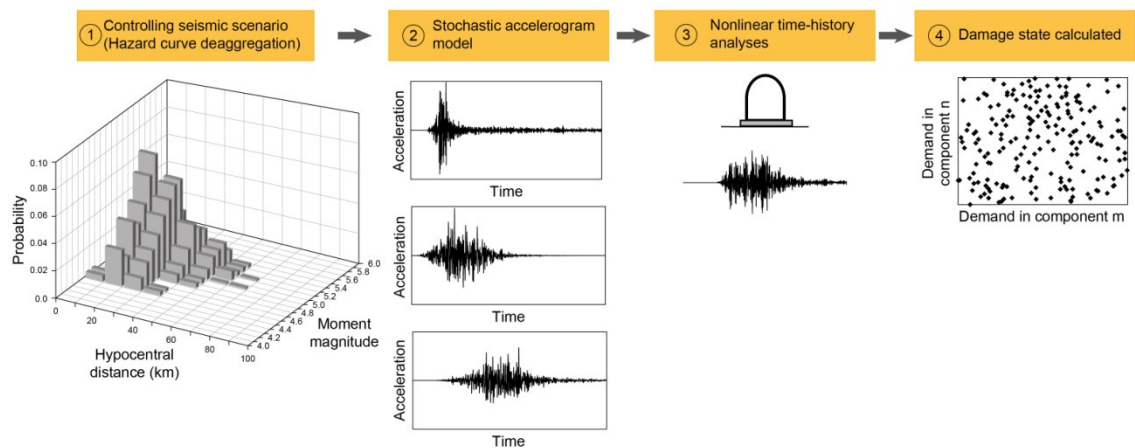 1 Controlling seismic scenario
(Hazard curve deaggregation)
2 Stochastic accelerogram
model
3 Nonlinear time-history
analyses
4 Damage state calculated
Probability
0.10
0.08
0.06
0.04
0.02
0.0
0
20
40
60
80
100
Hypocentral
distance (km)
4.0
4.2
4.4
4.6
4.8
5.0
5.2
5.4
5.6
5.8
6.0
Moment
magnitude
Acceleration
Time
Acceleration
Time
Acceleration
Time
Demand in
component n
Demand in component m